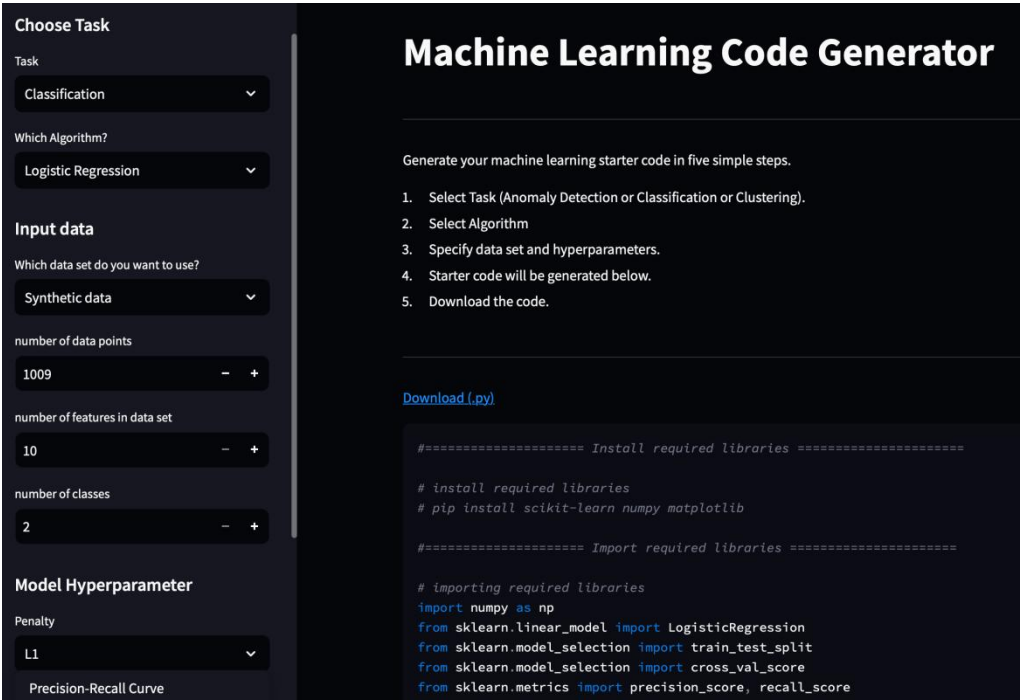 Choose Task
Task
Classification
Which Algorithm?
Logistic Regression
Input data
Which data set do you want to use?
Synthetic data
number of data points
1009
number of features in data set
10
number of classes
2
Model Hyperparameter
Penalty
L1
Precision-Recall Curve
Machine Learning Code Generator
Generate your machine learning starter code in five simple steps.
1. Select Task (Anomaly Detection or Classification or Clustering).
2. Select Algorithm
3. Specify data set and hyperparameters.
4. Starter code will be generated below.
5. Download the code.
Download (.py)
#===================== Install required libraries ======================
# install required libraries
# pip install scikit-learn numpy matplotlib
#===================== Import required libraries ======================
# importing required libraries
import numpy as np
from sklearn.linear_model import LogisticRegression
from sklearn.model_selection import train_test_split
from sklearn.model_selection import cross_val_score
from sklearn.metrics import precision_score, recall_score